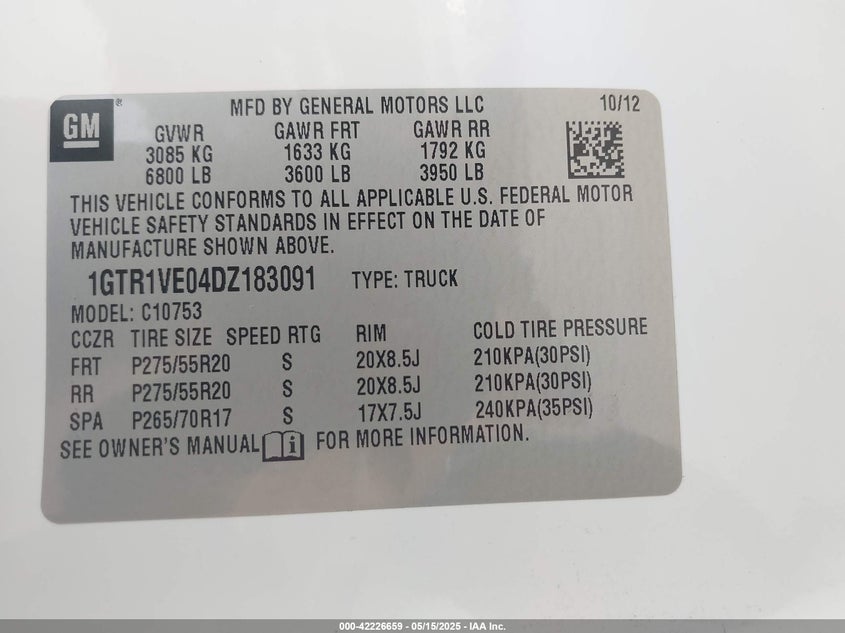 GM® MFD BY GENERAL MOTORS LLC 10/12
GVWR GAWR FRT GAWR RR
3085 KG 1633 KG 1792 KG
6800 LB 3600 LB 3950 LB
THIS VEHICLE CONFORMS TO ALL APPLICABLE U.S. FEDERAL MOTOR
VEHICLE SAFETY STANDARDS IN EFFECT ON THE DATE OF
MANUFACTURE SHOWN ABOVE.
1GTR1VE04DZ183091 TYPE: TRUCK
MODEL: C10753
CCZR TIRE SIZE SPEED RTG RIM COLD TIRE PRESSURE
FRT P275/55R20 S 20X8.5J 210KPA(30PSI)
RR P275/55R20 S 20X8.5J 210KPA(30PSI)
SPA P265/70R17 S 17X7.5J 240KPA(35PSI)
SEE OWNER'S MANUAL i FOR MORE INFORMATION.
000-42226659 - 05/15/2025 - IAA Inc.